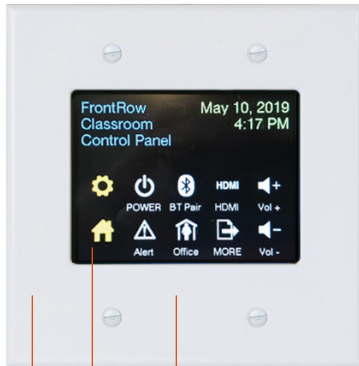 FrontRow May 10, 2019
Classroom 4:17 PM
Control Panel
HDMI +
POWER BT Pair HDMI Vol +
-
Alert Office MORE Vol -